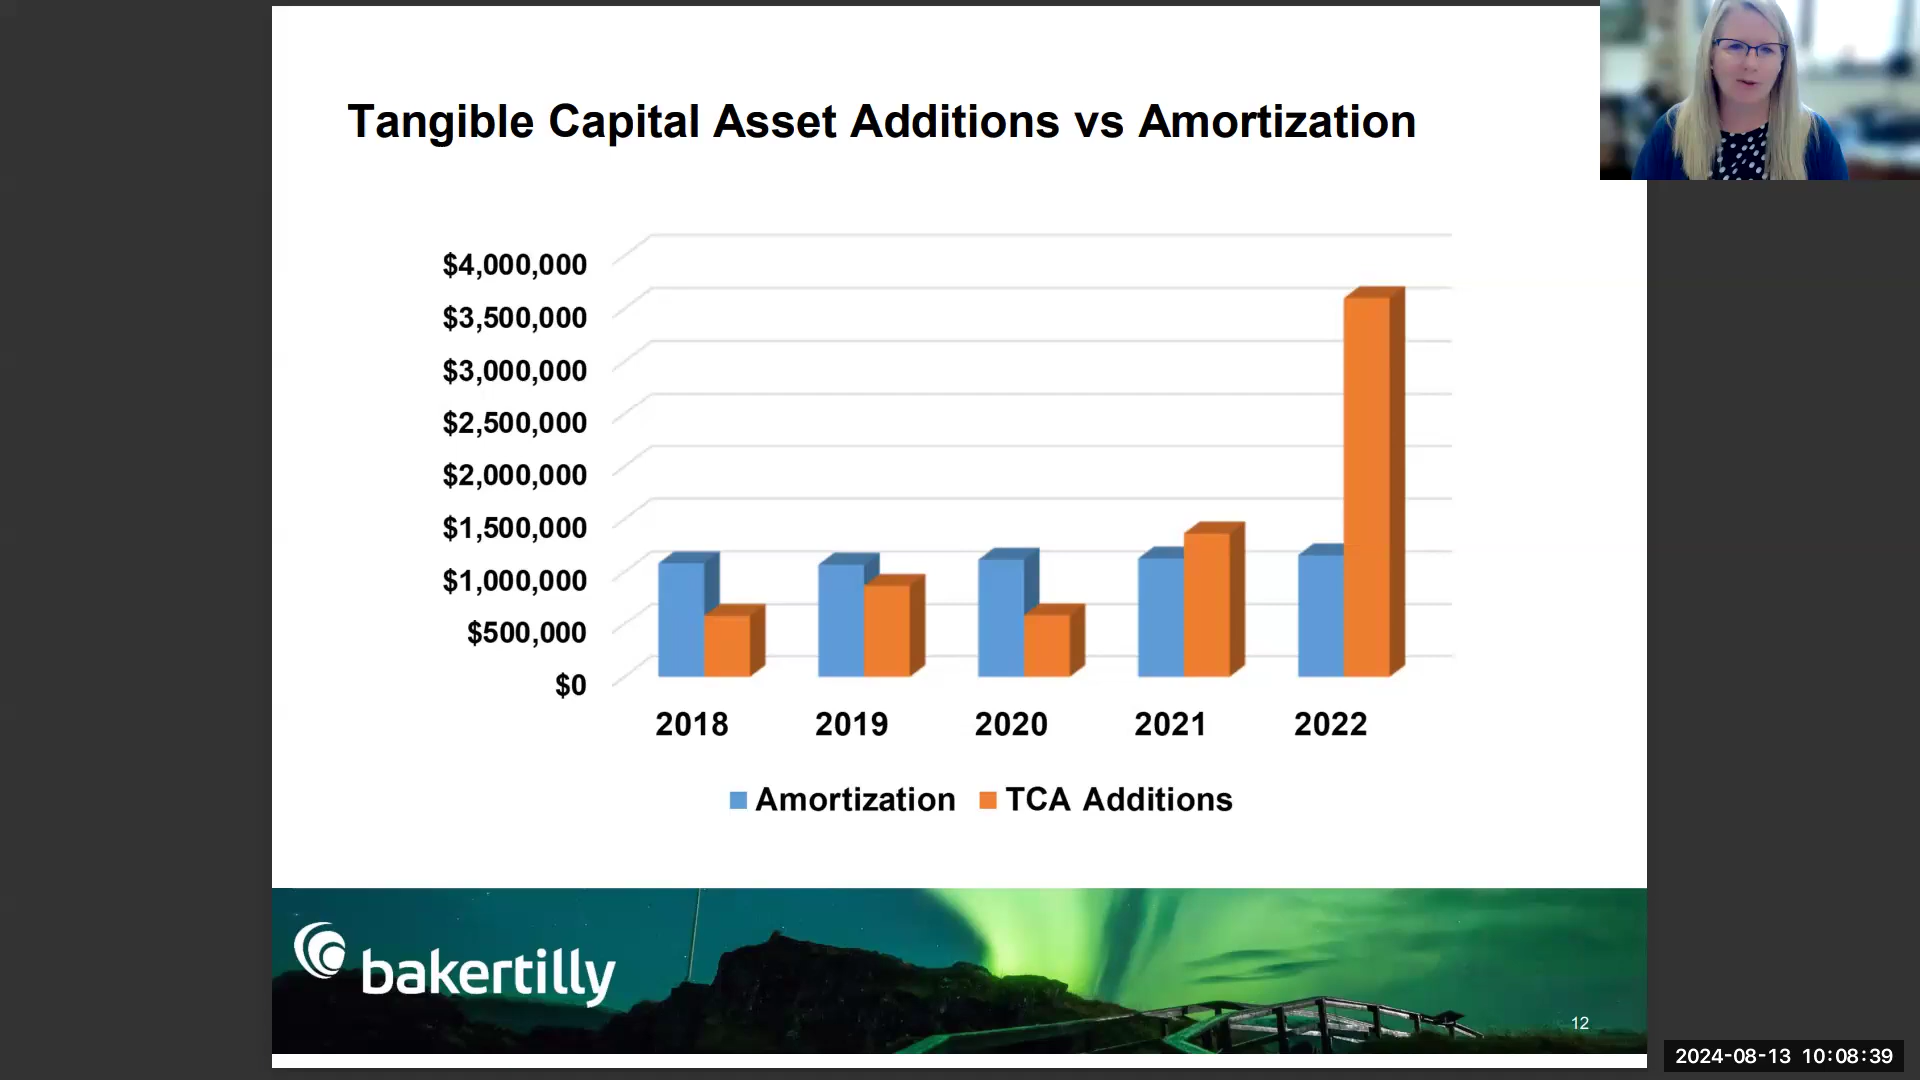 Tangible Capital Asset Additions vs Amortization
$4,000,000
$3,500,000
$3,000,000
$2,500,000
$2,000,000
$1,500,000
$1,000,000
$500,000
$0
2018 2019 2020 2021 2022
Amortization TCA Additions
bakertilly
12
2024-08-13 10:08:39